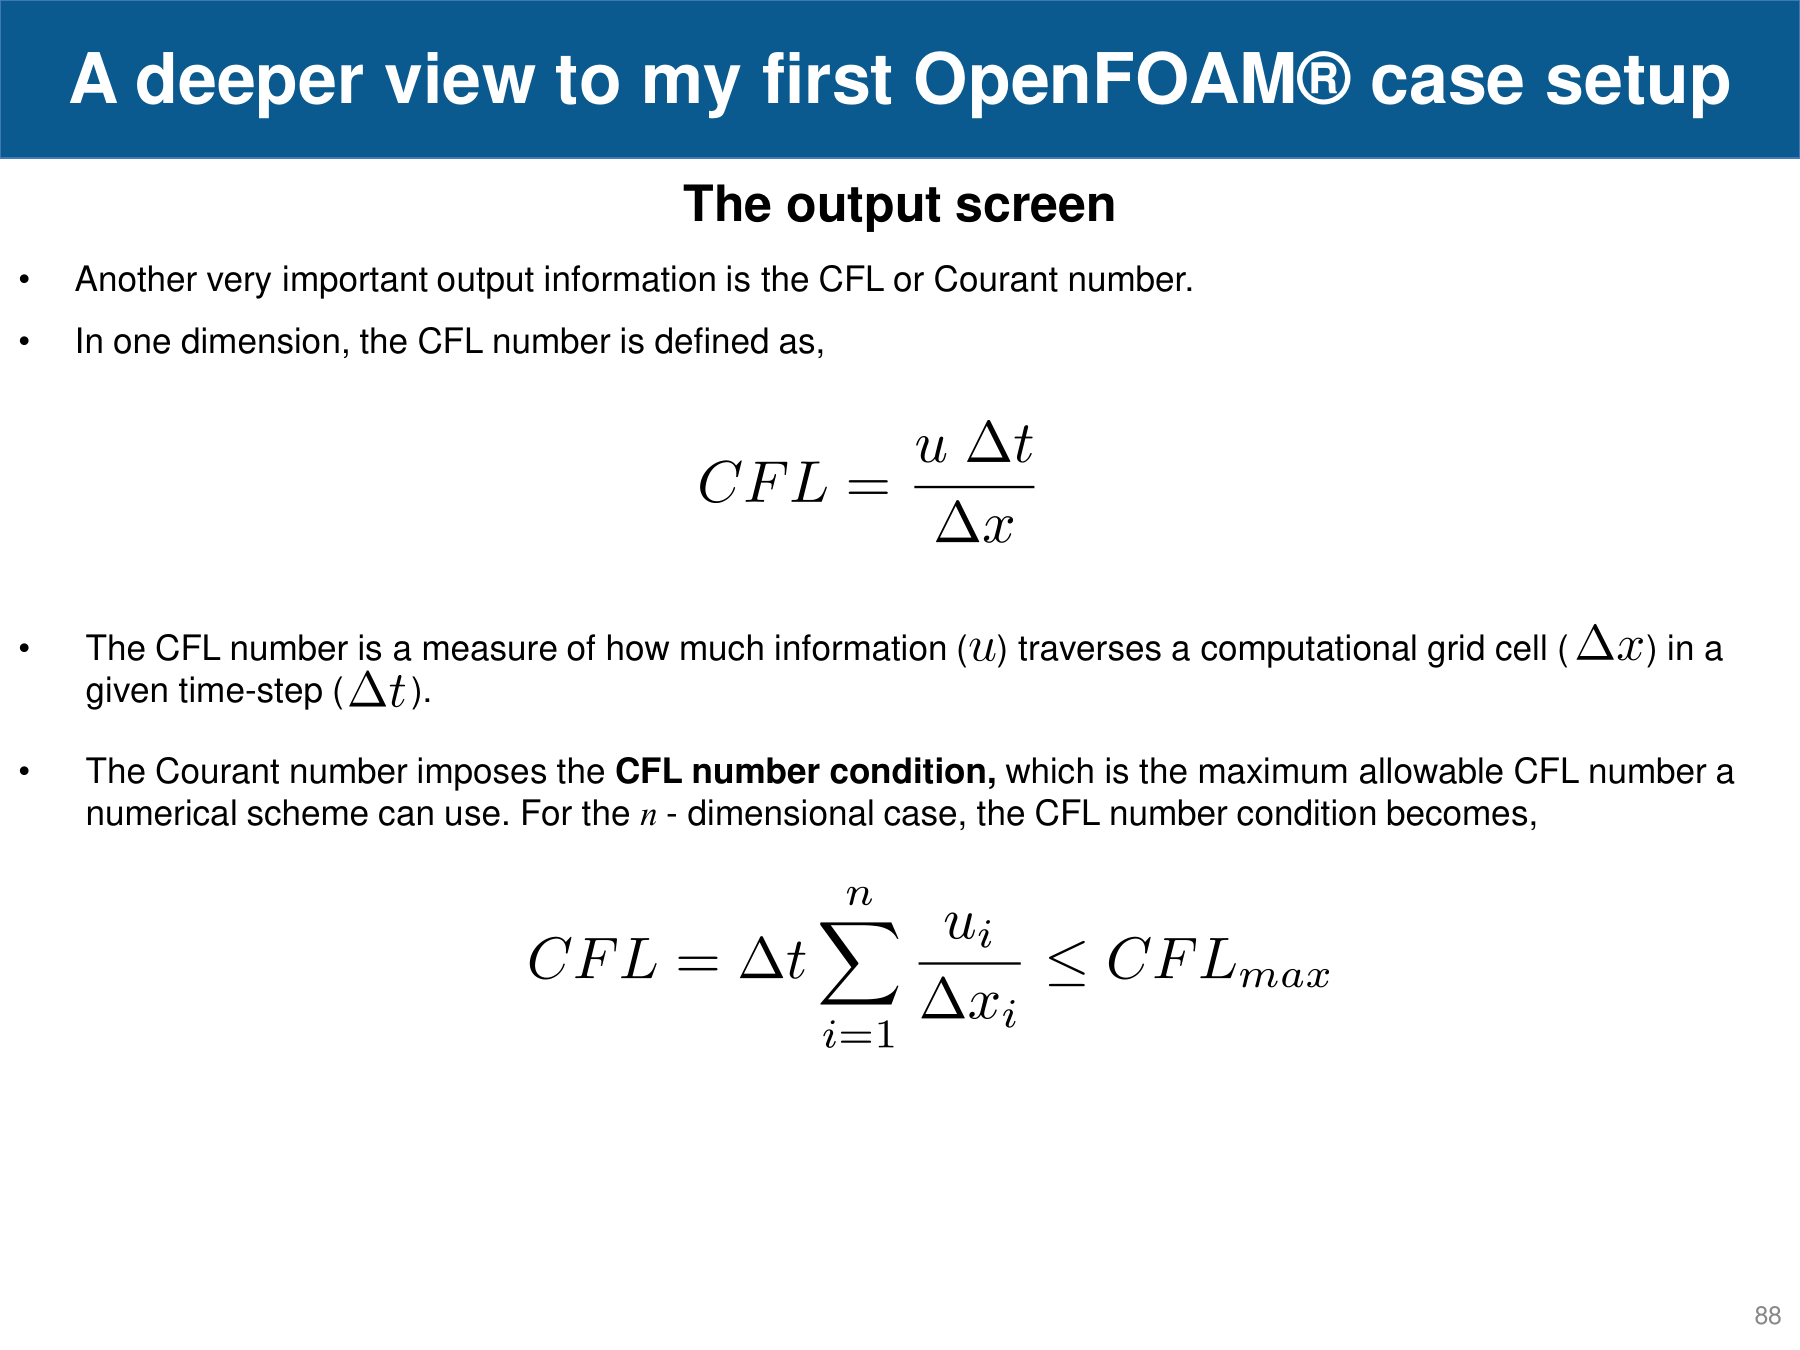 A deeper view to my first OpenFOAM® case setup
The output screen
• Another very important output information is the CFL or Courant number.
• In one dimension, the CFL number is defined as,
CFL = \frac{u \, \Delta t}{\Delta x}
• The CFL number is a measure of how much information (u) traverses a computational grid cell ( Δx) in a
given time-step ( Δt ).
• The Courant number imposes the CFL number condition, which is the maximum allowable CFL number a
numerical scheme can use. For the n - dimensional case, the CFL number condition becomes,
CFL = \Delta t \sum_{i=1}^{n} \frac{u_i}{\Delta x_i} \leq CFL_{max}
88